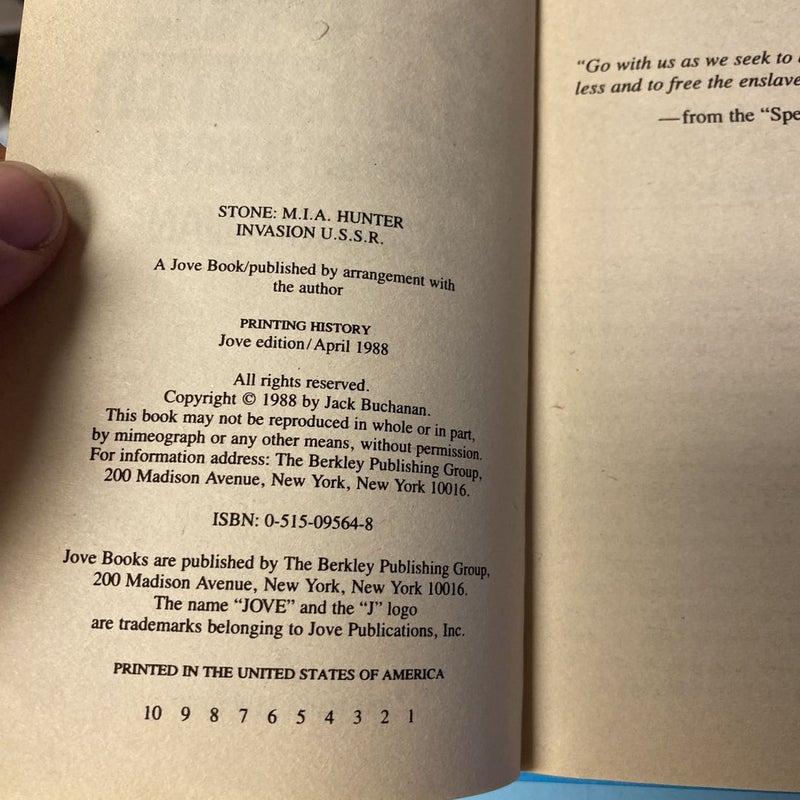 STONE: M.I.A. HUNTER
INVASION U.S.S.R.
A Jove Book/published by arrangement with
the author
PRINTING HISTORY
Jove edition/April 1988
All rights reserved.
Copyright © 1988 by Jack Buchanan.
This book may not be reproduced in whole or in part,
by mimeograph or any other means, without permission.
For information address: The Berkley Publishing Group,
200 Madison Avenue, New York, New York 10016.
ISBN: 0-515-09564-8
Jove Books are published by The Berkley Publishing Group,
200 Madison Avenue, New York, New York 10016.
The name “JOVE” and the “J” logo
are trademarks belonging to Jove Publications, Inc.
PRINTED IN THE UNITED STATES OF AMERICA
10 9 8 7 6 5 4 3 2 1
“Go with us as we seek to
less and to free the enslave
—from the “Spe